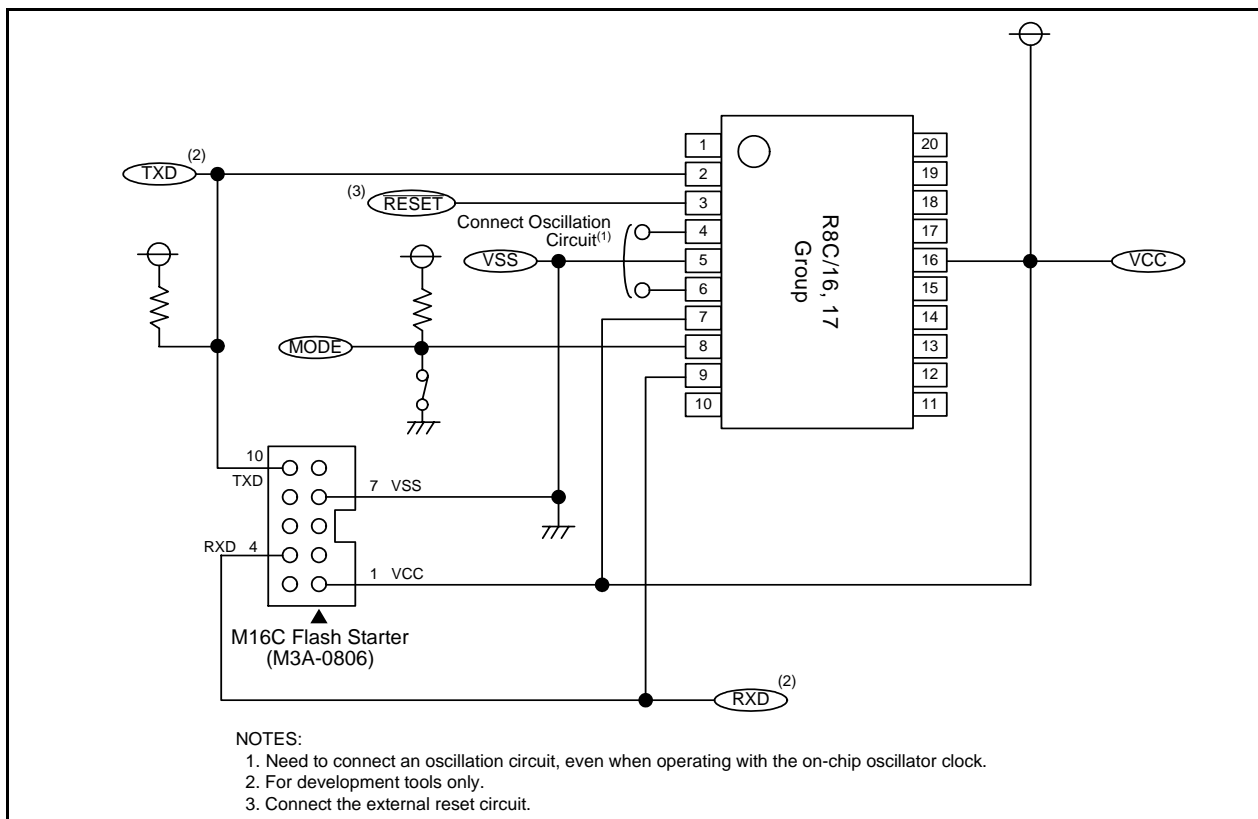 TXD (2)
(3) RESET
Connect Oscillation
Circuit(1)
VSS
MODE
1
2
3
4
5
6
7
8
9
10
R8C/16, 17
Group
20
19
18
17
16
15
14
13
12
11
VCC
10
TXD
7 VSS
RXD 4
1 VCC
M16C Flash Starter
(M3A-0806)
RXD (2)
NOTES:
1. Need to connect an oscillation circuit, even when operating with the on-chip oscillator clock.
2. For development tools only.
3. Connect the external reset circuit.